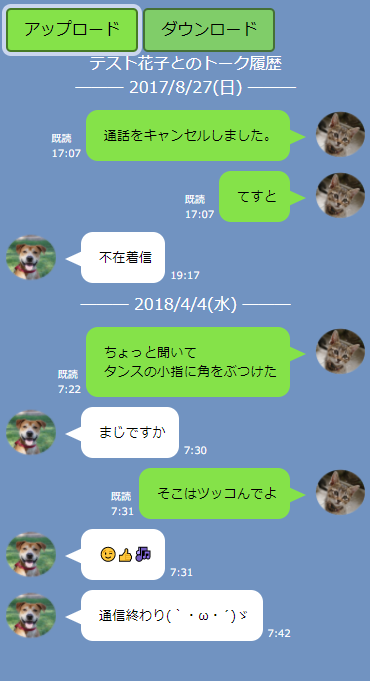 アップロード ダウンロード
テスト花子とのトーク履歴
2017/8/27(日)
通話をキャンセルしました。
既読
17:07
てすと
既読
17:07
不在着信
19:17
2018/4/4(水)
ちょっと聞いて
タンスの小指に角をぶつけた
既読
7:22
まじですか
7:30
そこはツッコんでよ
既読
7:31
😉👍🎶
7:31
通信終わり(｀・ω・´)ゞ
7:42